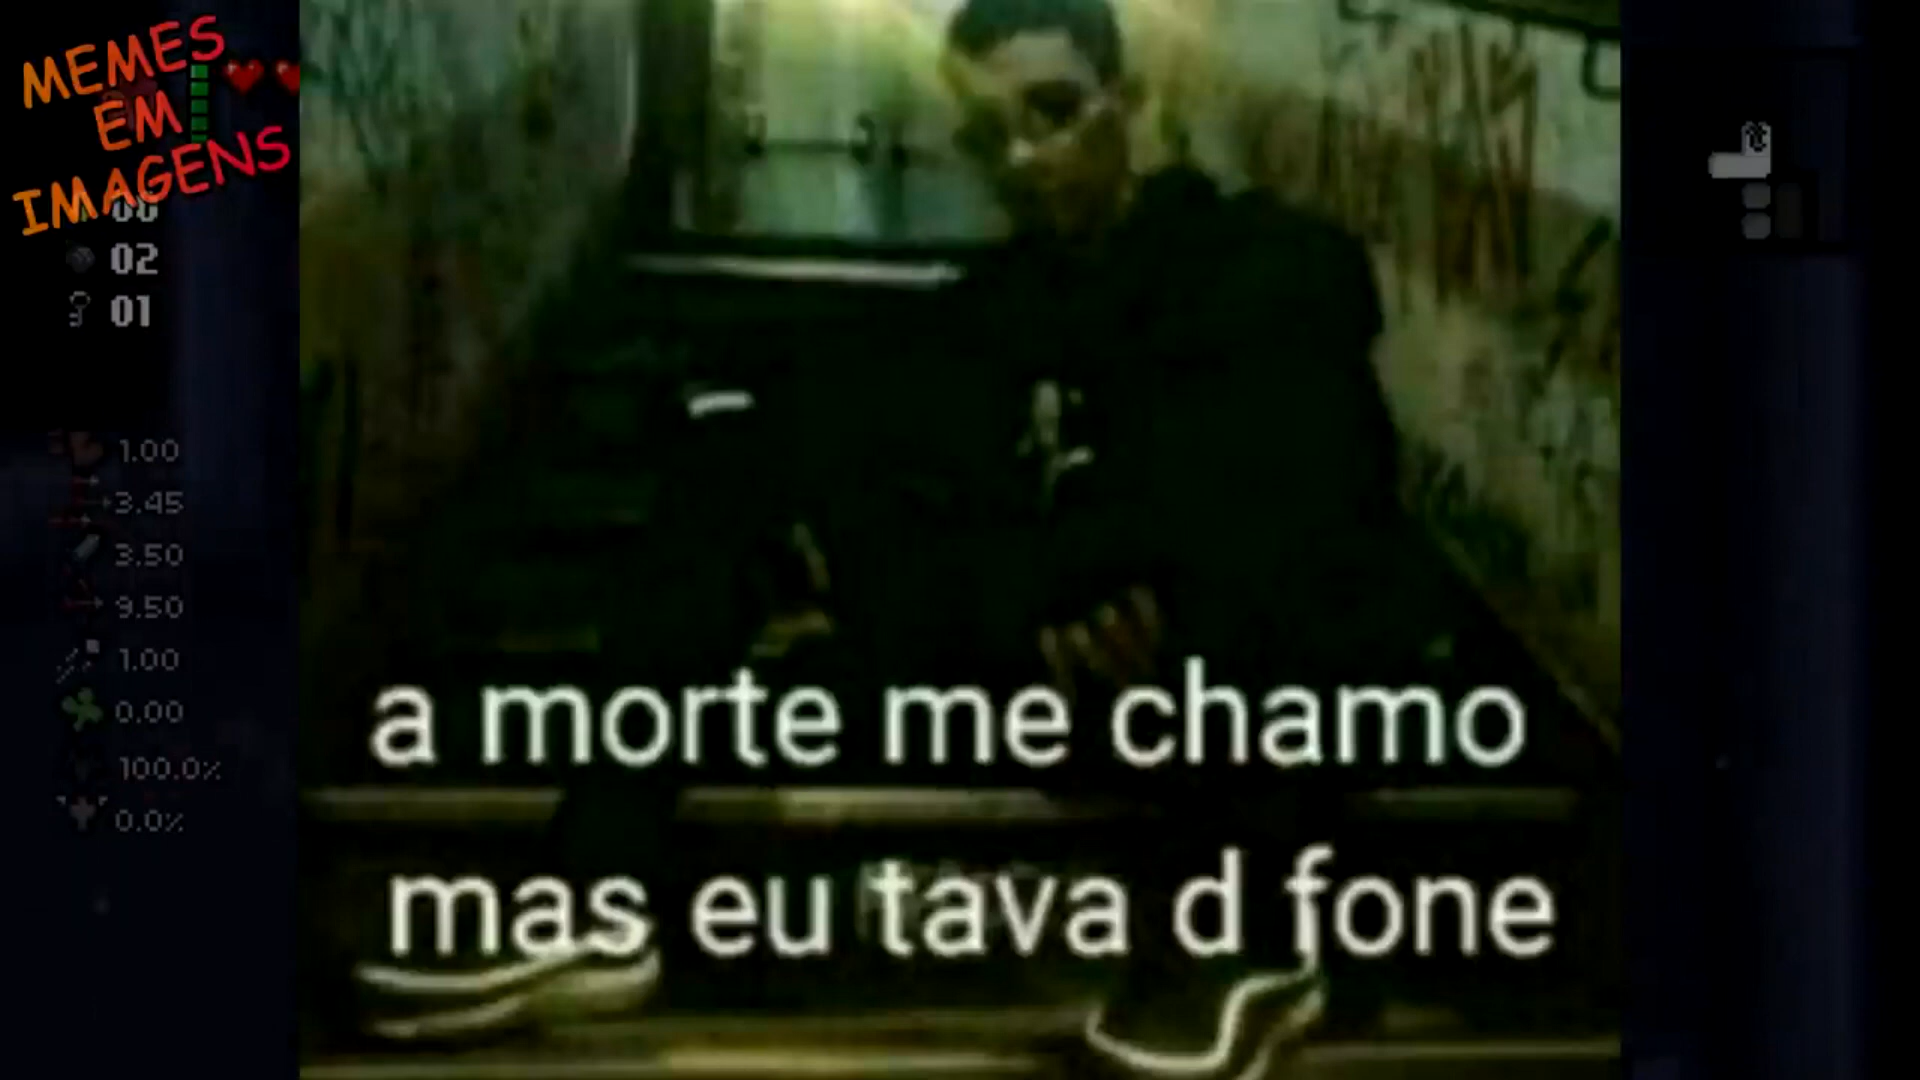 MEMES
EM
IMAGENS
02
01
1.00
3.45
3.50
9.50
1.00
0.00
100.0%
0.0%
a morte me chamo
mas eu tava d fone